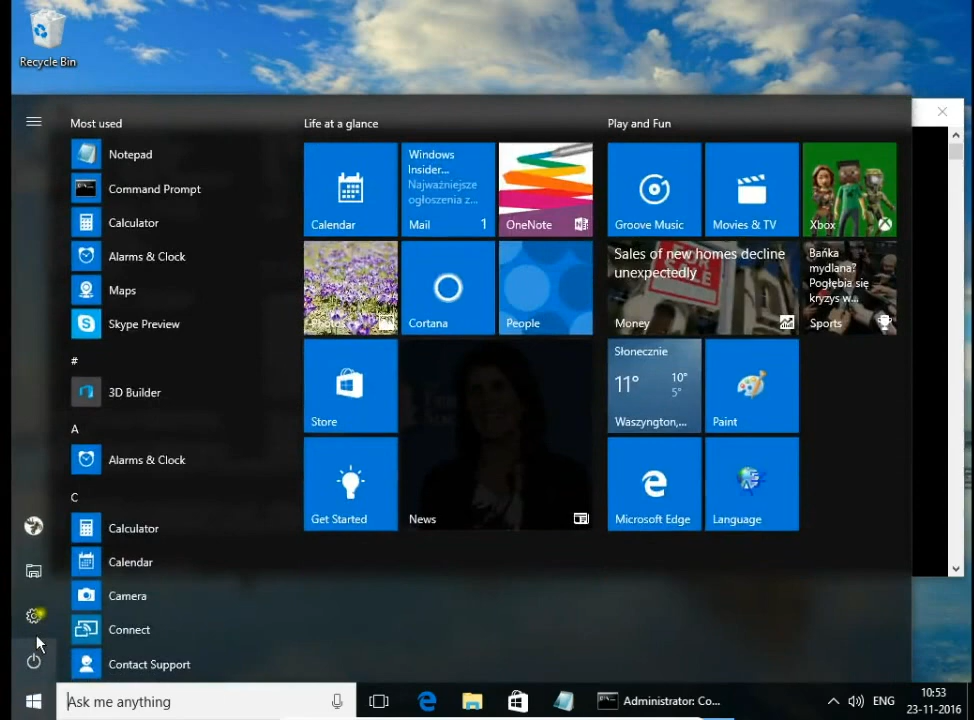 Recycle Bin
Most used
Notepad
Command Prompt
Calculator
Alarms & Clock
Maps
Skype Preview
#
3D Builder
A
Alarms & Clock
C
Calculator
Calendar
Camera
Connect
Contact Support
Life at a glance
Calendar
Windows
Insider...
Najważniejsze
ogłoszenia z...
Mail 1
OneNote
Photos
Cortana
People
Store
Get Started
News
Play and Fun
Groove Music
Movies & TV
Xbox
Sales of new homes decline
unexpectedly
Money
Bańka
mydlana?
Pogłębia się
kryzys w...
Sports
Słonecznie
11° 10°
5°
Waszyngton,...
Paint
Microsoft Edge
Language
Ask me anything
Administrator: Co...
ENG
10:53
23-11-2016